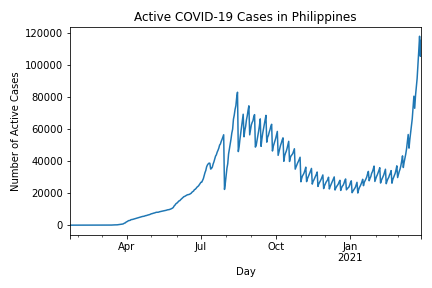 Active COVID-19 Cases in Philippines
Number of Active Cases
120000
100000
80000
60000
40000
20000
0
Apr
Jul
Oct
Jan
2021
Day